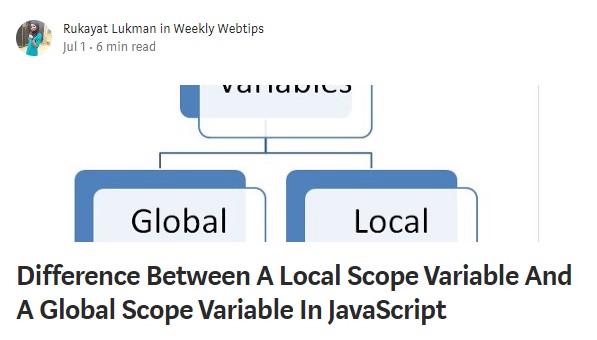 Rukayat Lukman in Weekly Webtips
Jul 1 · 6 min read
Variables
Global
Local
Difference Between A Local Scope Variable And
A Global Scope Variable In JavaScript